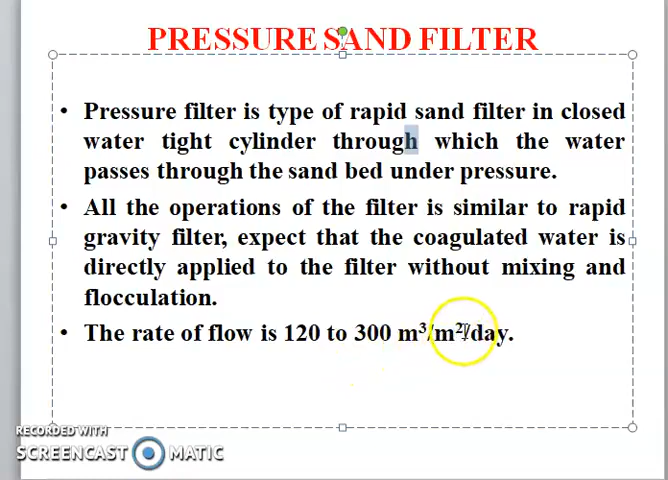 PRESSURE SAND FILTER
• Pressure filter is type of rapid sand filter in closed
water tight cylinder through which the water
passes through the sand bed under pressure.
• All the operations of the filter is similar to rapid
gravity filter, expect that the coagulated water is
directly applied to the filter without mixing and
flocculation.
• The rate of flow is 120 to 300 m³/m²/day.
RECORDED WITH
SCREENCAST MATIC